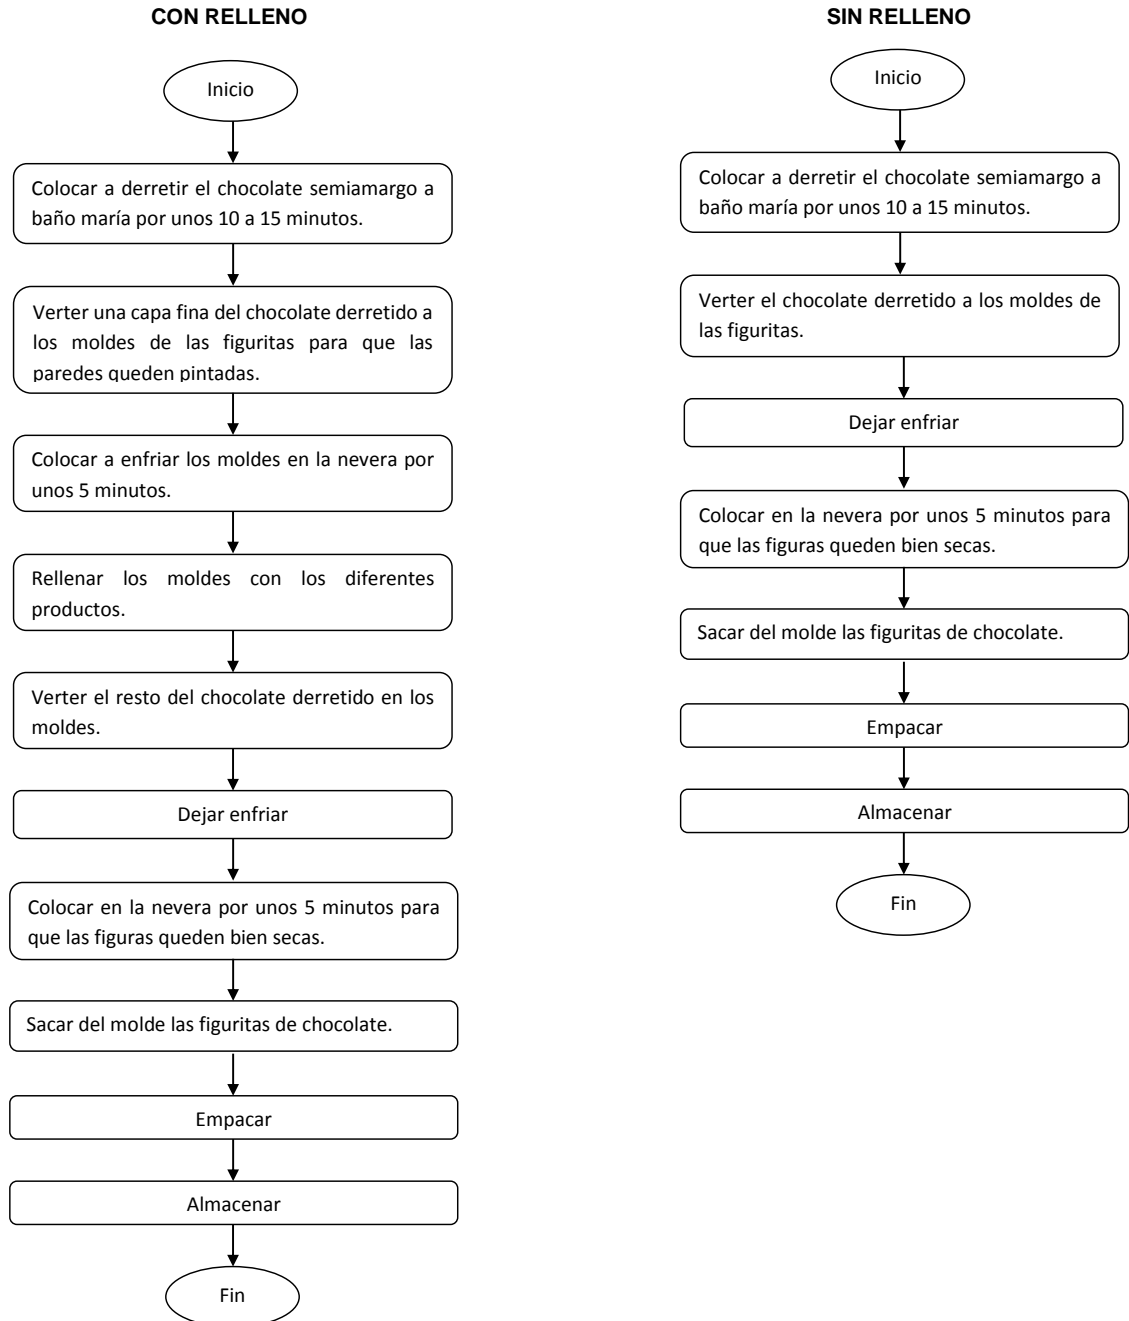 CON RELLENO
Inicio
Colocar a derretir el chocolate semiamargo a
baño maría por unos 10 a 15 minutos.
Verter una capa fina del chocolate derretido a
los moldes de las figuritas para que las
paredes queden pintadas.
Colocar a enfriar los moldes en la nevera por
unos 5 minutos.
Rellenar los moldes con los diferentes
productos.
Verter el resto del chocolate derretido en los
moldes.
Dejar enfriar
Colocar en la nevera por unos 5 minutos para
que las figuras queden bien secas.
Sacar del molde las figuritas de chocolate.
Empacar
Almacenar
Fin
SIN RELLENO
Inicio
Colocar a derretir el chocolate semiamargo a
baño maría por unos 10 a 15 minutos.
Verter el chocolate derretido a los moldes de
las figuritas.
Dejar enfriar
Colocar en la nevera por unos 5 minutos para
que las figuras queden bien secas.
Sacar del molde las figuritas de chocolate.
Empacar
Almacenar
Fin